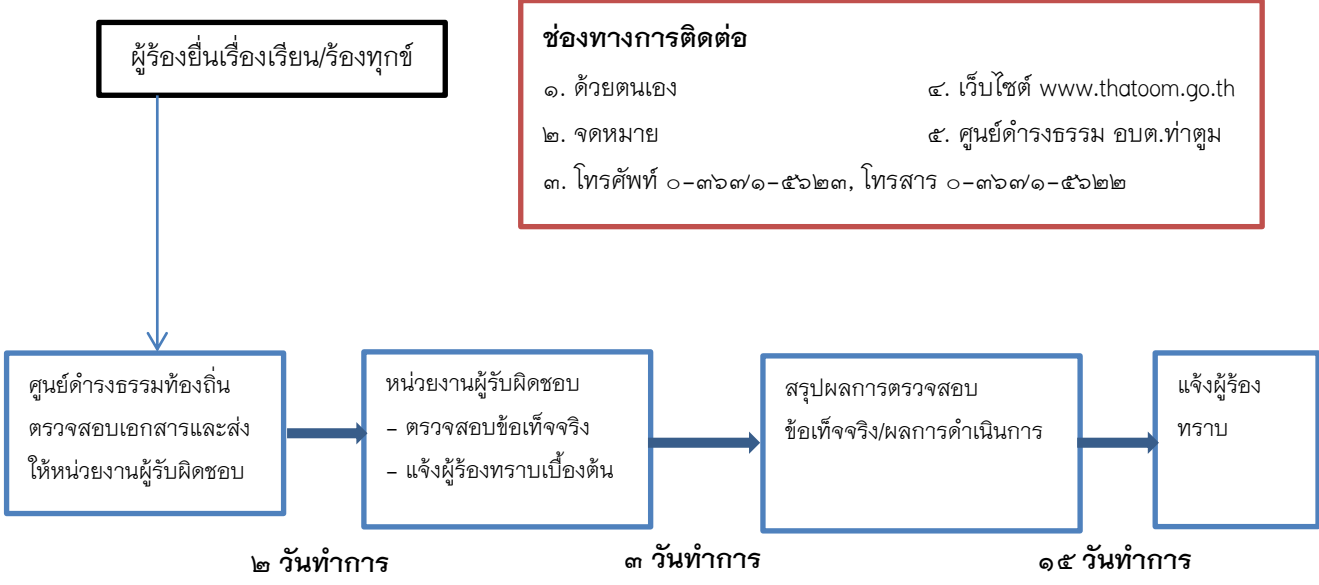 ผู้ร้องยื่นเรื่องเรียน/ร้องทุกข์
ช่องทางการติดต่อ
๑. ด้วยตนเอง
๔. เว็บไซต์ www.thatoom.go.th
๒. จดหมาย
๕. ศูนย์ดำรงธรรม อบต.ท่าตูม
๓. โทรศัพท์ ๐-๓๖๗๑-๕๖๒๓, โทรสาร ๐-๓๖๗๑-๕๖๒๒
ศูนย์ดำรงธรรมท้องถิ่น
ตรวจสอบเอกสารและส่ง
ให้หน่วยงานผู้รับผิดชอบ
หน่วยงานผู้รับผิดชอบ
- ตรวจสอบข้อเท็จจริง
- แจ้งผู้ร้องทราบเบื้องต้น
สรุปผลการตรวจสอบ
ข้อเท็จจริง/ผลการดำเนินการ
แจ้งผู้ร้อง
ทราบ
๒ วันทำการ
๓ วันทำการ
๑๕ วันทำการ